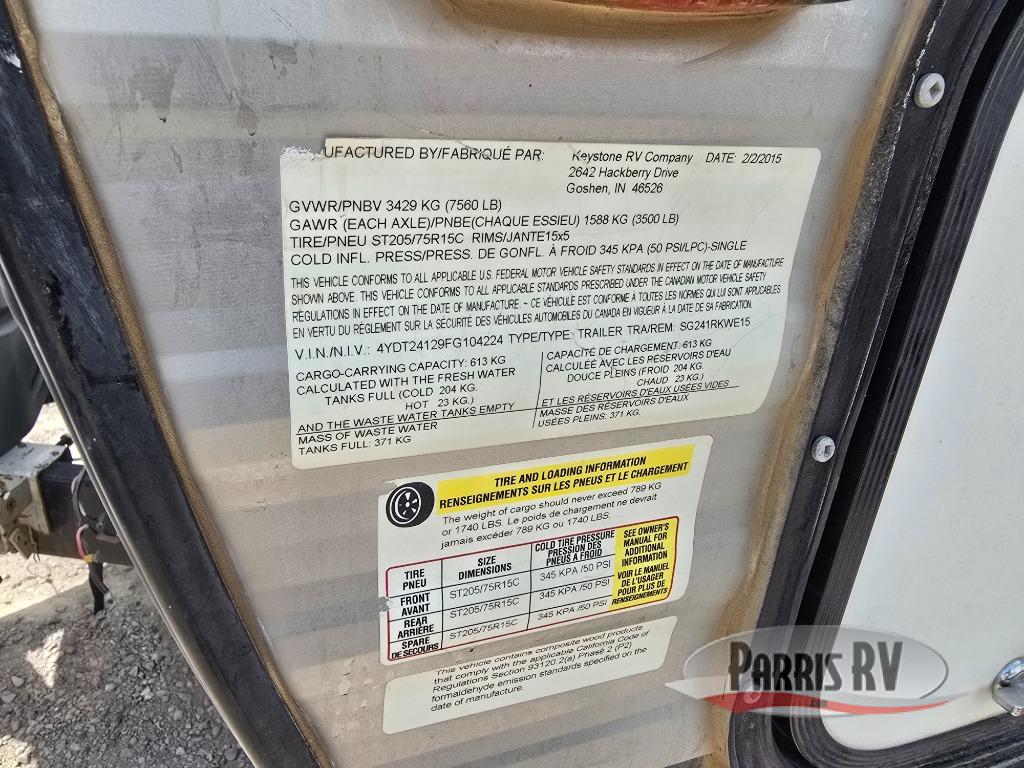 UFACTURED BY/FABRIQUÉ PAR: Keystone RV Company DATE: 2/2/2015
2642 Hackberry Drive
Goshen, IN 46526
GVWR/PNBV 3429 KG (7560 LB)
GAWR (EACH AXLE)/PNBE(CHAQUE ESSIEU) 1588 KG (3500 LB)
TIRE/PNEU ST205/75R15C RIMS/JANTE15x5
COLD INFL. PRESS/PRESS. DE GONFL. À FROID 345 KPA (50 PSI/LPC)-SINGLE
THIS VEHICLE CONFORMS TO ALL APPLICABLE U.S. FEDERAL MOTOR VEHICLE SAFETY STANDARDS IN EFFECT ON THE DATE OF MANUFACTURE
SHOWN ABOVE. THIS VEHICLE CONFORMS TO ALL APPLICABLE STANDARDS PRESCRIBED UNDER THE CANADIAN MOTOR VEHICLE SAFETY
REGULATIONS IN EFFECT ON THE DATE OF MANUFACTURE. ~ CE VÉHICULE EST CONFORME À TOUTES LES NORMES QUI LUI SONT APPLICABLES
EN VERTU DU RÈGLEMENT SUR LA SÉCURITÉ DES VÉHICULES AUTOMOBILES DU CANADA EN VIGUEUR À LA DATE DE SA FABRICATION.
V.I.N./N.I.V.: 4YDT24129FG104224 TYPE/TYPE: TRAILER TRA/REM: SG241RKWE15
CARGO-CARRYING CAPACITY: 613 KG
CALCULATED WITH THE FRESH WATER
TANKS FULL (COLD 204 KG.
HOT 23 KG.)
AND THE WASTE WATER TANKS EMPTY
MASS OF WASTE WATER
TANKS FULL: 371 KG
CAPACITÉ DE CHARGEMENT: 613 KG
CALCULÉE AVEC LES RÉSERVOIRS D'EAU
DOUCE PLEINS (FROID 204 KG.
CHAUD 23 KG.)
ET LES RÉSERVOIRS D'EAUX USÉES VIDES
MASSE DES RÉSERVOIRS D'EAUX
USÉES PLEINS: 371 KG.
TIRE AND LOADING INFORMATION
RENSEIGNEMENTS SUR LES PNEUS ET LE CHARGEMENT
The weight of cargo should never exceed 789 KG
or 1740 LBS. Le poids de chargement ne devrait
jamais excéder 789 KG ou 1740 LBS.
TIRE
PNEU
SIZE
DIMENSIONS
COLD TIRE PRESSURE
PRESSION DES
PNEUS A FROID
FRONT
AVANT
ST205/75R15C 345 KPA /50 PSI
REAR
ARRIÈRE
ST205/75R15C 345 KPA /50 PSI
SPARE
DE SECOURS
ST205/75R15C 345 KPA /50 PSI
SEE OWNER'S
MANUAL FOR
ADDITIONAL
INFORMATION
VOIR LE MANUEL
DE L'USAGER
POUR PLUS DE
RENSEIGNEMENTS
This vehicle contains composite wood products
that comply with the applicable California Code of
Regulations Section 93120.2(a) Phase 2 (P2)
formaldehyde emission standards specified on the
date of manufacture.
PARRIS RV